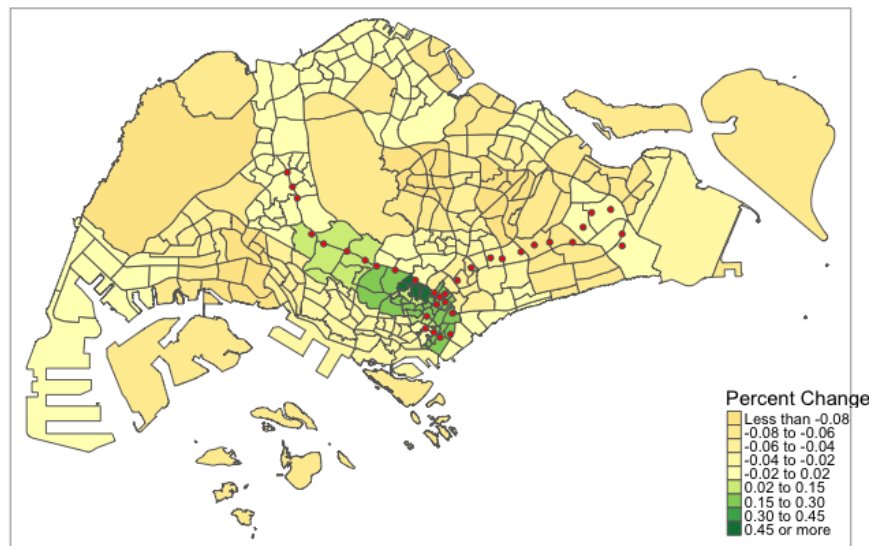 Percent Change
Less than -0.08
-0.08 to -0.06
-0.06 to -0.04
-0.04 to -0.02
-0.02 to 0.02
0.02 to 0.15
0.15 to 0.30
0.30 to 0.45
0.45 or more